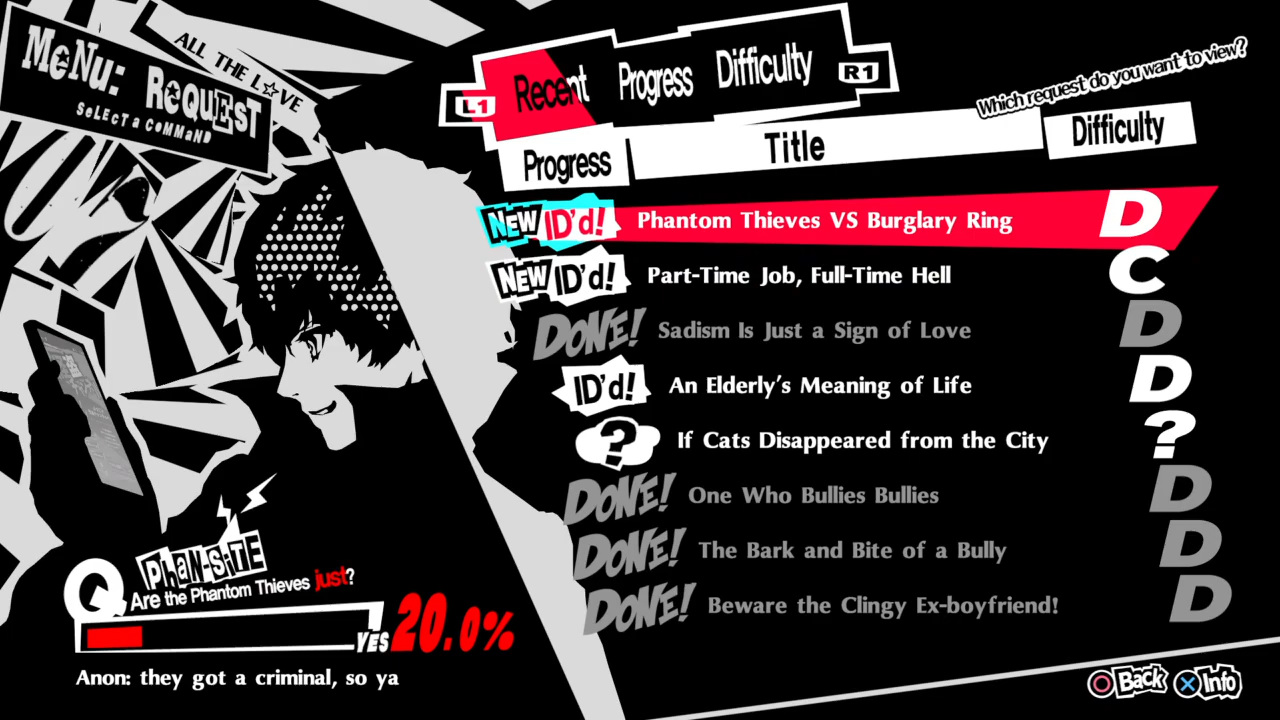 MeNu: ReQUEST
SeLEcT a CoMMaND
ALL THE L☆VE
L1 Recent Progress Difficulty R1
Which request do you want to view?
Progress Title Difficulty
NEW ID'd! Phantom Thieves VS Burglary Ring D
NEW ID'd! Part-Time Job, Full-Time Hell C
DONE! Sadism Is Just a Sign of Love D
ID'd! An Elderly's Meaning of Life D
? If Cats Disappeared from the City ?
DONE! One Who Bullies Bullies D
DONE! The Bark and Bite of a Bully D
DONE! Beware the Clingy Ex-boyfriend! D
PhaN-SiTE
Q Are the Phantom Thieves just?
YES 20.0%
Anon: they got a criminal, so ya
Back Info